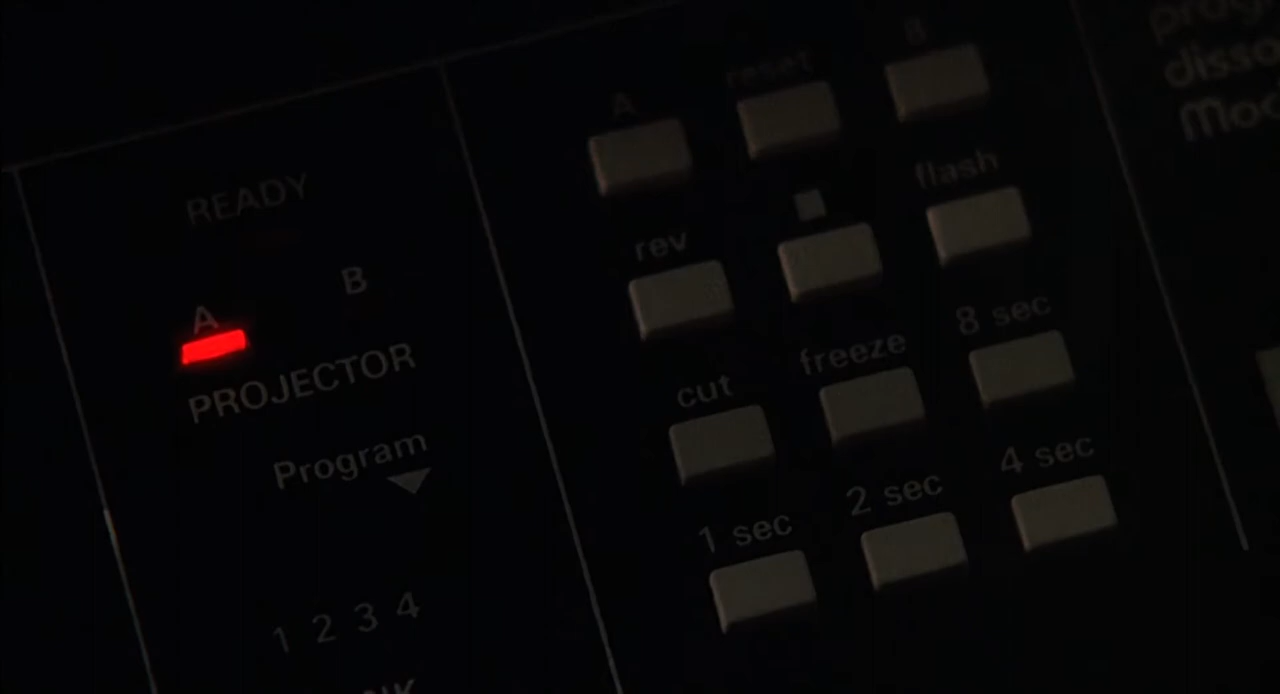 READY
A B
PROJECTOR
Program
1 2 3 4
A reset B
rev flash
cut freeze 8 sec
1 sec 2 sec 4 sec